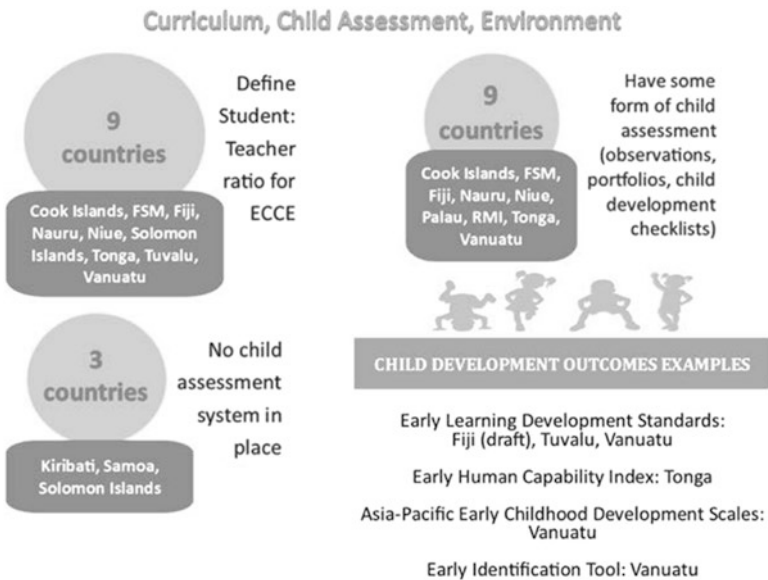 Curriculum, Child Assessment, Environment
9
countries
Define
Student:
Teacher
ratio for
ECCE
Cook Islands, FSM, Fiji,
Nauru, Niue, Solomon
Islands, Tonga, Tuvalu,
Vanuatu
9
countries
Have some
form of child
assessment
(observations,
portfolios, child
development
checklists)
Cook Islands, FSM,
Fiji, Nauru, Niue,
Palau, RMI, Tonga,
Vanuatu
3
countries
No child
assessment
system in
place
Kiribati, Samoa,
Solomon Islands
CHILD DEVELOPMENT OUTCOMES EXAMPLES
Early Learning Development Standards:
Fiji (draft), Tuvalu, Vanuatu
Early Human Capability Index: Tonga
Asia-Pacific Early Childhood Development Scales:
Vanuatu
Early Identification Tool: Vanuatu